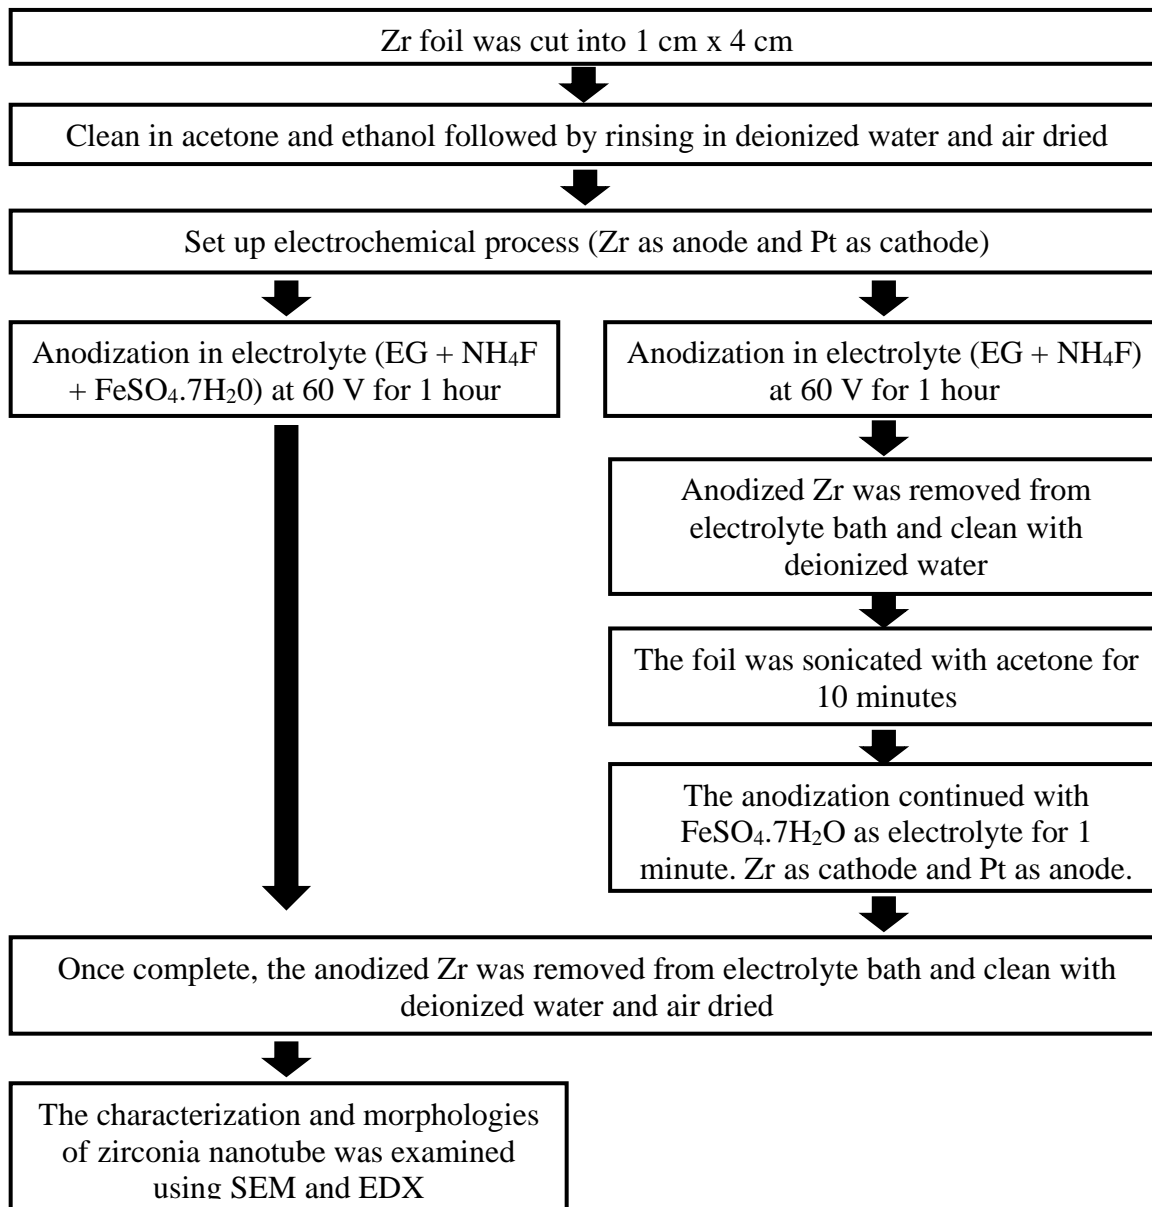 Zr foil was cut into 1 cm x 4 cm
Clean in acetone and ethanol followed by rinsing in deionized water and air dried
Set up electrochemical process (Zr as anode and Pt as cathode)
Anodization in electrolyte (EG + NH₄F
+ FeSO₄.7H₂0) at 60 V for 1 hour
Anodization in electrolyte (EG + NH₄F)
at 60 V for 1 hour
Anodized Zr was removed from
electrolyte bath and clean with
deionized water
The foil was sonicated with acetone for
10 minutes
The anodization continued with
FeSO₄.7H₂O as electrolyte for 1
minute. Zr as cathode and Pt as anode.
Once complete, the anodized Zr was removed from electrolyte bath and clean with
deionized water and air dried
The characterization and morphologies
of zirconia nanotube was examined
using SEM and EDX